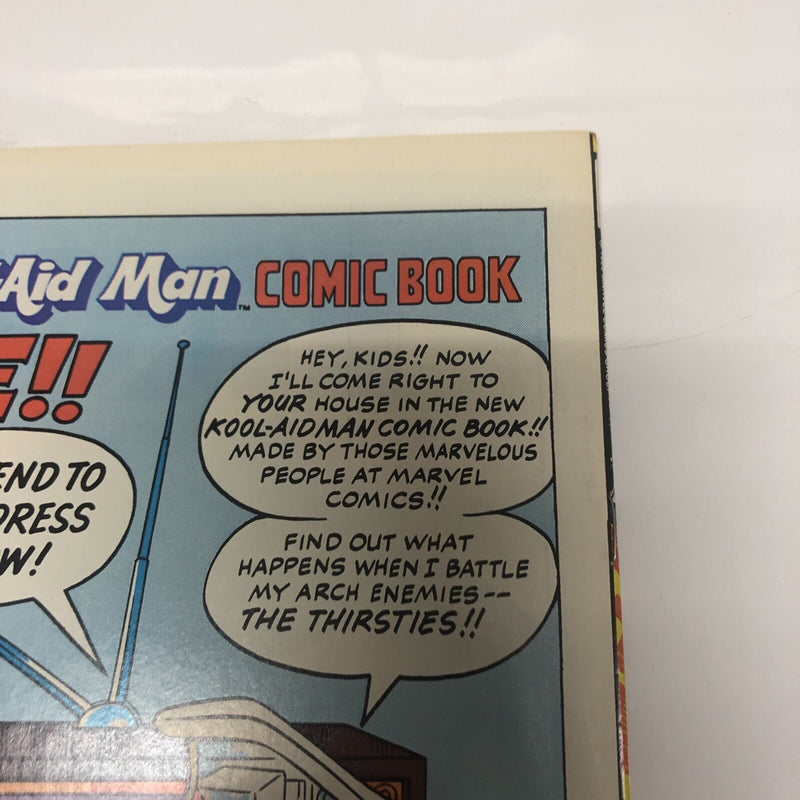 Aid Man™ COMIC BOOK
E!!
HEY, KIDS!! NOW
I'LL COME RIGHT TO
YOUR HOUSE IN THE NEW
KOOL-AID MAN COMIC BOOK!!
MADE BY THOSE MARVELOUS
PEOPLE AT MARVEL
COMICS!!
END TO
DRESS
W!
FIND OUT WHAT
HAPPENS WHEN I BATTLE
MY ARCH ENEMIES--
THE THIRSTIES!!